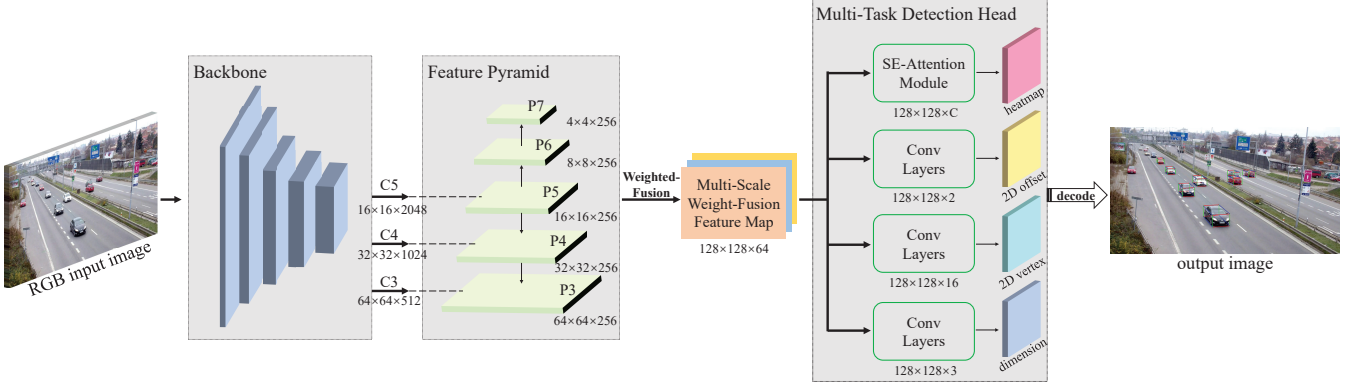 RGB input image
Backbone
C5
16×16×2048
C4
32×32×1024
C3
64×64×512
Feature Pyramid
P7
4×4×256
P6
8×8×256
P5
16×16×256
P4
32×32×256
P3
64×64×256
Weighted-
Fusion
Multi-Scale
Weight-Fusion
Feature Map
128×128×64
Multi-Task Detection Head
SE-Attention
Module
128×128×C
heatmap
Conv
Layers
128×128×2
2D offset
Conv
Layers
128×128×16
2D vertex
Conv
Layers
128×128×3
dimension
decode
output image